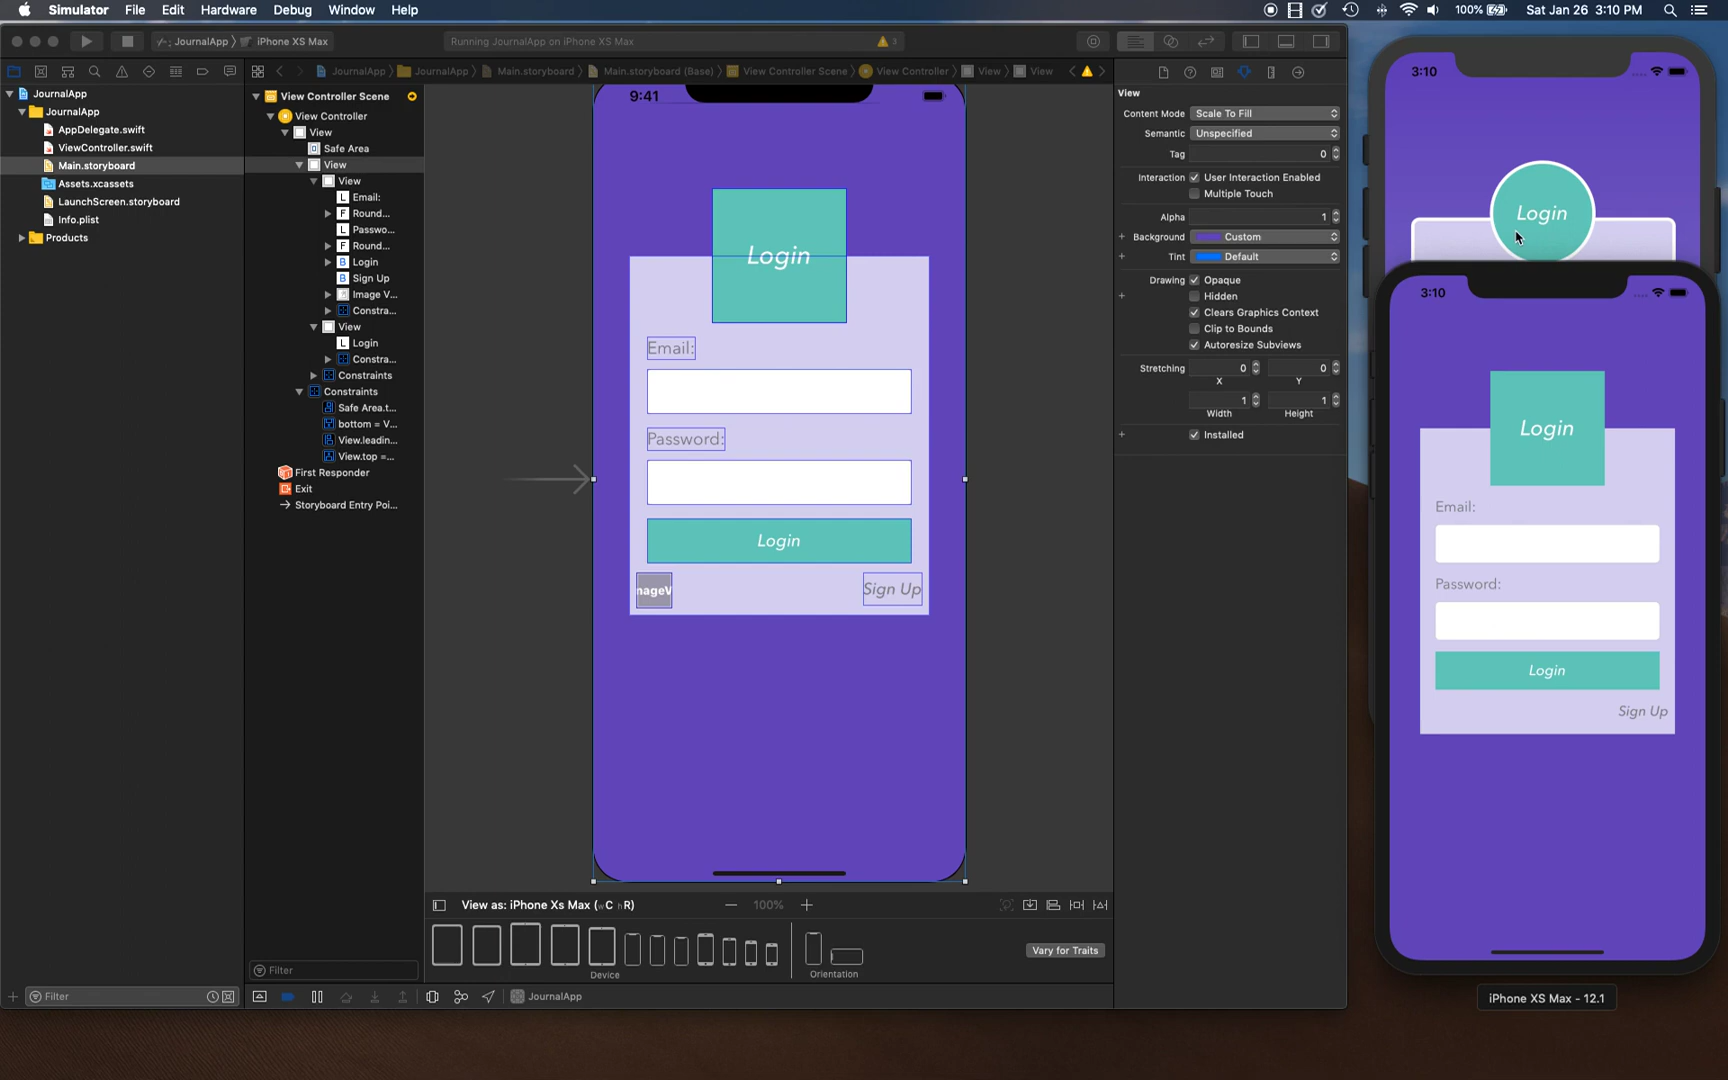 Simulator File Edit Hardware Debug Window Help
100% Sat Jan 26 3:10 PM
JournalApp iPhone XS Max
Running JournalApp on iPhone XS Max
3
JournalApp JournalApp Main.storyboard Main.storyboard (Base) View Controller Scene View Controller View View
JournalApp
JournalApp
AppDelegate.swift
ViewController.swift
Main.storyboard
Assets.xcassets
LaunchScreen.storyboard
Info.plist
Products
Filter
View Controller Scene
View Controller
View
Safe Area
View
View
L Email:
F Round...
L Passwo...
F Round...
B Login
B Sign Up
Image V...
Constra...
View
L Login
Constra...
Constraints
Constraints
Safe Area.t...
bottom = V...
View.leadin...
View.top =...
First Responder
Exit
Storyboard Entry Poi...
Filter
9:41
Login
Email:
Password:
Login
nageV
Sign Up
View as: iPhone Xs Max (wC hR)
100%
Device
Orientation
Vary for Traits
JournalApp
View
Content Mode Scale To Fill
Semantic Unspecified
Tag 0
Interaction User Interaction Enabled
Multiple Touch
Alpha 1
+ Background Custom
+ Tint Default
Drawing Opaque
+ Hidden
Clears Graphics Context
Clip to Bounds
Autoresize Subviews
Stretching 0 0
X Y
1 1
Width Height
+ Installed
3:10
Login
3:10
Login
Email:
Password:
Login
Sign Up
iPhone XS Max - 12.1